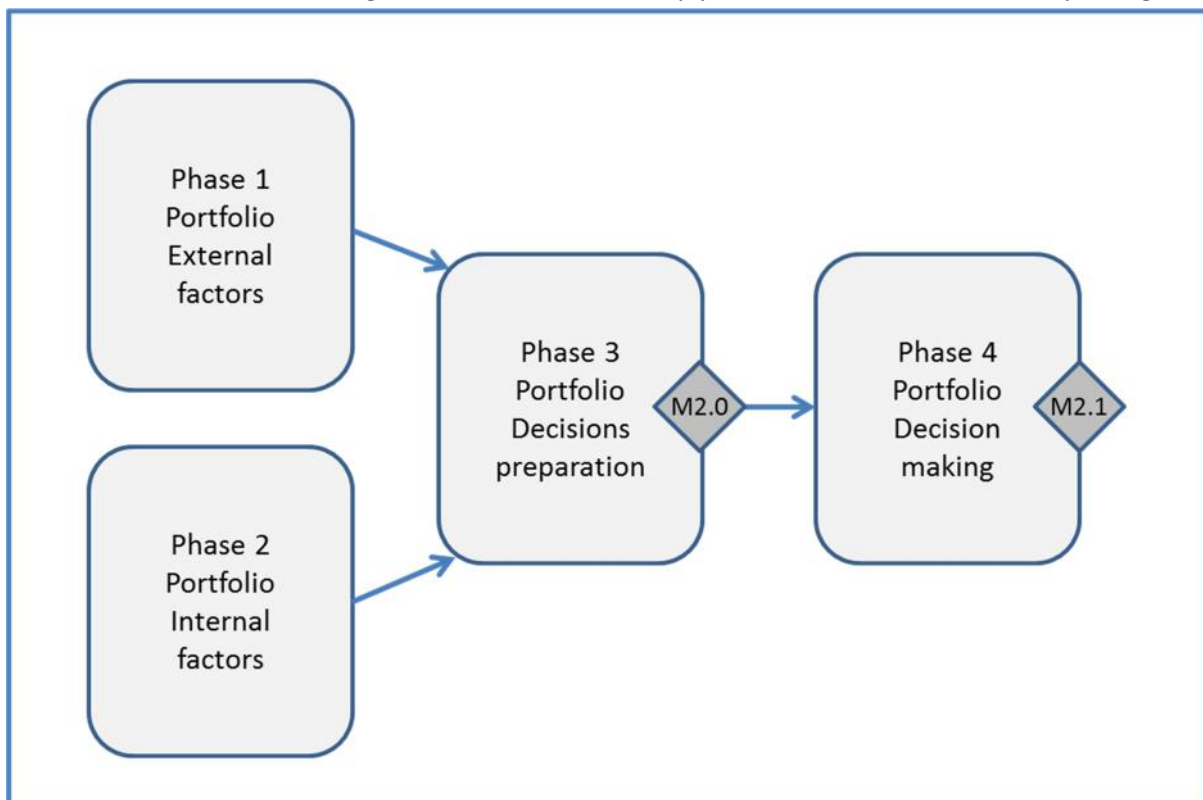 Phase 1
Portfolio
External
factors
Phase 2
Portfolio
Internal
factors
Phase 3
Portfolio
Decisions
preparation
M2.0
Phase 4
Portfolio
Decision
making
M2.1